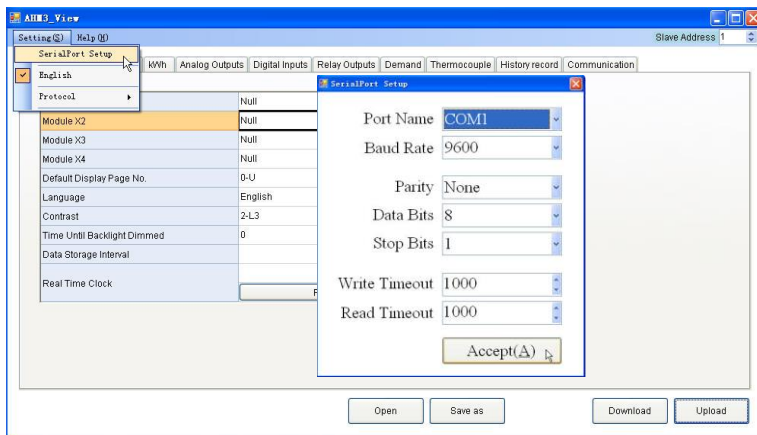 AHM3_View
Setting(S) Help(H) Slave Address 1
SerialPort Setup
English
Protocol
kWh Analog Outputs Digital Inputs Relay Outputs Demand Thermocouple History record Communication
Null
Module X2 Null
Module X3 Null
Module X4 Null
Default Display Page No. 0-U
Language English
Contrast 2-L3
Time Until Backlight Dimmed 0
Data Storage Interval
Real Time Clock
SerialPort Setup
Port Name COM1
Baud Rate 9600
Parity None
Data Bits 8
Stop Bits 1
Write Timeout 1000
Read Timeout 1000
Accept(A)
Open Save as Download Upload